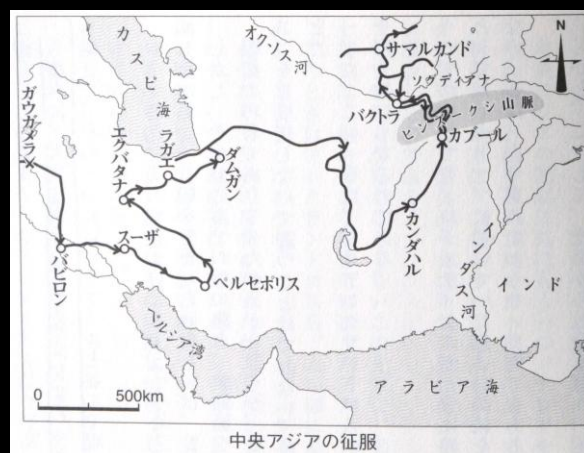 カスピ海
オクソス河
サマルカンド
N
ソグディアナ
バクトラ
ヒンドゥークシ山脈
カブール
ガウガメラ
エクバタナ
ラガエ
ダムガン
カンダハル
バビロン
スーザ
ペルセポリス
インダス河
インド
ペルシア湾
アラビア海
0 500km
中央アジアの征服